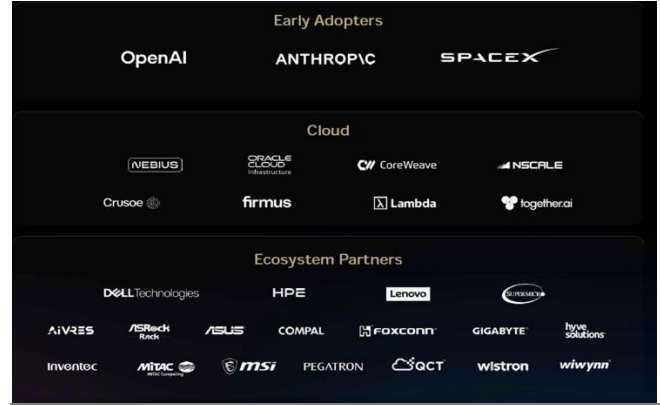 Early Adopters
OpenAI ANTHROP\C SPACEX
Cloud
NEBIUS ORACLE CLOUD Infrastructure CoreWeave NSCALE
Crusoe firmus Lambda together.ai
Ecosystem Partners
DELLTechnologies HPE Lenovo SUPERMICRO
AIVRES ASRock Rack ASUS COMPAL FOXCONN GIGABYTE hyve solutions
Inventec MiTAC MiTAC Computing msi PEGATRON QCT wistron wiwynn